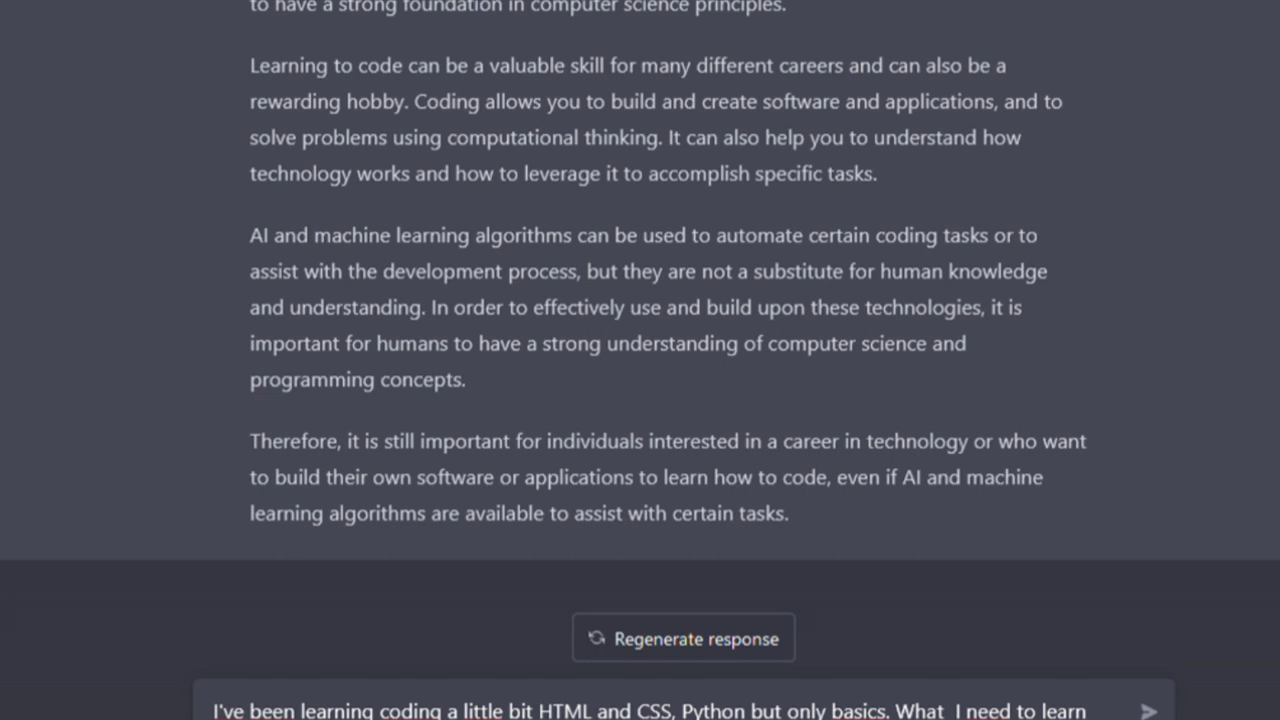 to have a strong foundation in computer science principles.
Learning to code can be a valuable skill for many different careers and can also be a
rewarding hobby. Coding allows you to build and create software and applications, and to
solve problems using computational thinking. It can also help you to understand how
technology works and how to leverage it to accomplish specific tasks.
AI and machine learning algorithms can be used to automate certain coding tasks or to
assist with the development process, but they are not a substitute for human knowledge
and understanding. In order to effectively use and build upon these technologies, it is
important for humans to have a strong understanding of computer science and
programming concepts.
Therefore, it is still important for individuals interested in a career in technology or who want
to build their own software or applications to learn how to code, even if AI and machine
learning algorithms are available to assist with certain tasks.
Regenerate response
I've been learning coding a little bit HTML and CSS, Python but only basics. What  I need to learn